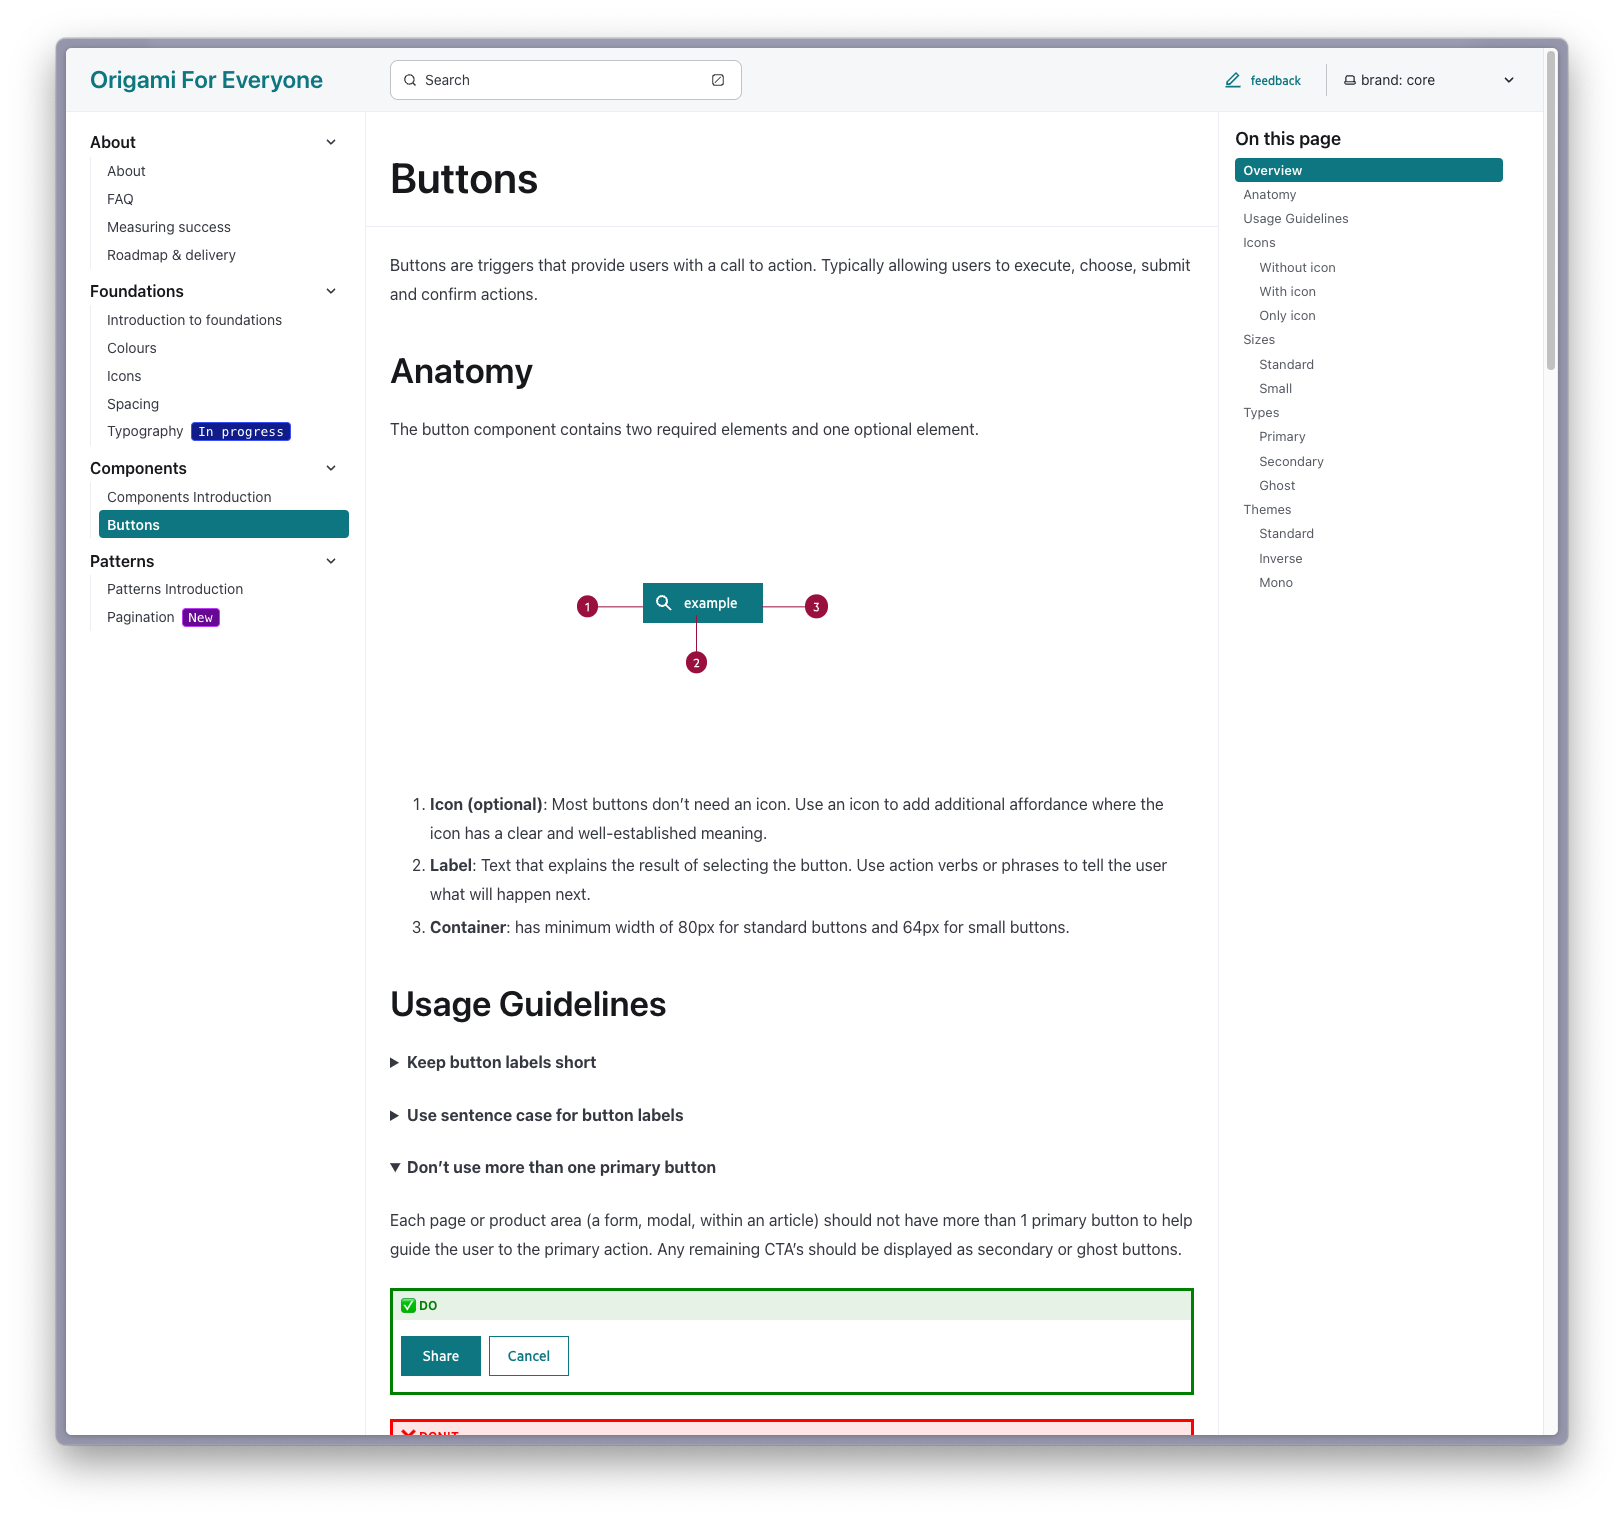 Origami For Everyone
Search
feedback
brand: core
About
About
FAQ
Measuring success
Roadmap & delivery
Foundations
Introduction to foundations
Colours
Icons
Spacing
Typography In progress
Components
Components Introduction
Buttons
Patterns
Patterns Introduction
Pagination New
Buttons
Buttons are triggers that provide users with a call to action. Typically allowing users to execute, choose, submit
and confirm actions.
Anatomy
The button component contains two required elements and one optional element.
example
1
3
2
1. Icon (optional): Most buttons don’t need an icon. Use an icon to add additional affordance where the
icon has a clear and well-established meaning.
2. Label: Text that explains the result of selecting the button. Use action verbs or phrases to tell the user
what will happen next.
3. Container: has minimum width of 80px for standard buttons and 64px for small buttons.
Usage Guidelines
Keep button labels short
Use sentence case for button labels
Don’t use more than one primary button
Each page or product area (a form, modal, within an article) should not have more than 1 primary button to help
guide the user to the primary action. Any remaining CTA’s should be displayed as secondary or ghost buttons.
✅ DO
Share
Cancel
❌ DON'T
On this page
Overview
Anatomy
Usage Guidelines
Icons
Without icon
With icon
Only icon
Sizes
Standard
Small
Types
Primary
Secondary
Ghost
Themes
Standard
Inverse
Mono